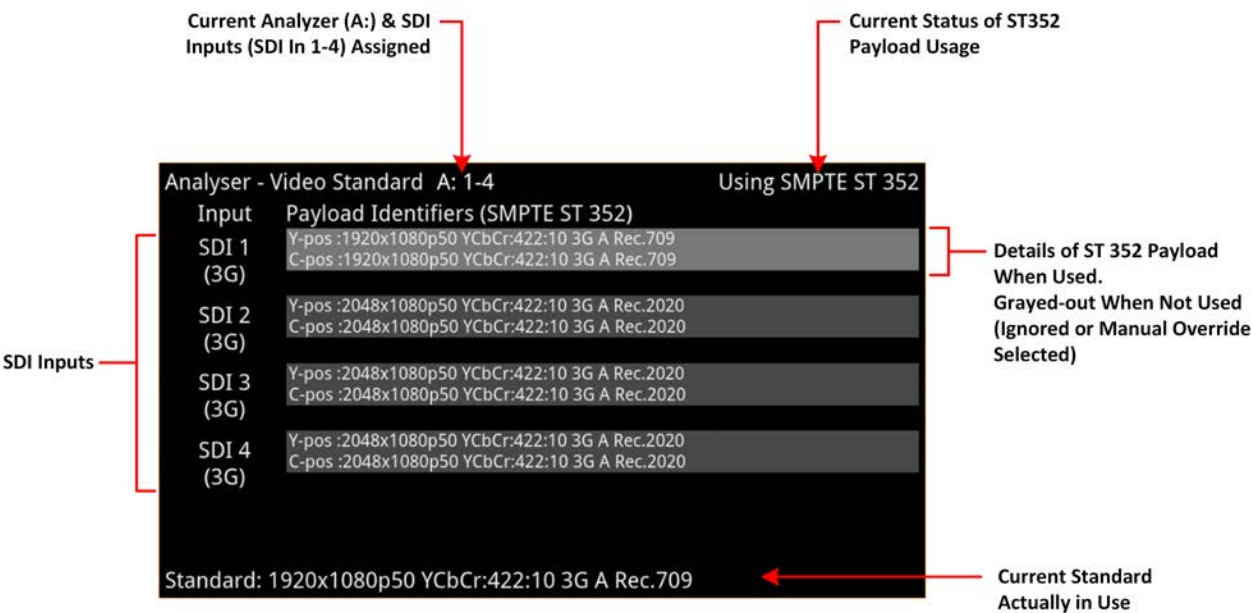 Current Analyzer (A:) & SDI
Inputs (SDI In 1-4) Assigned
Current Status of ST352
Payload Usage
Analyser - Video Standard A: 1-4
Using SMPTE ST 352
Input
Payload Identifiers (SMPTE ST 352)
SDI 1
(3G)
Y-pos :1920x1080p50 YCbCr:422:10 3G A Rec.709
C-pos :1920x1080p50 YCbCr:422:10 3G A Rec.709
SDI 2
(3G)
Y-pos :2048x1080p50 YCbCr:422:10 3G A Rec.2020
C-pos :2048x1080p50 YCbCr:422:10 3G A Rec.2020
SDI 3
(3G)
Y-pos :2048x1080p50 YCbCr:422:10 3G A Rec.2020
C-pos :2048x1080p50 YCbCr:422:10 3G A Rec.2020
SDI 4
(3G)
Y-pos :2048x1080p50 YCbCr:422:10 3G A Rec.2020
C-pos :2048x1080p50 YCbCr:422:10 3G A Rec.2020
Standard: 1920x1080p50 YCbCr:422:10 3G A Rec.709
SDI Inputs
Details of ST 352 Payload
When Used.
Grayed-out When Not Used
(Ignored or Manual Override
Selected)
Current Standard
Actually in Use